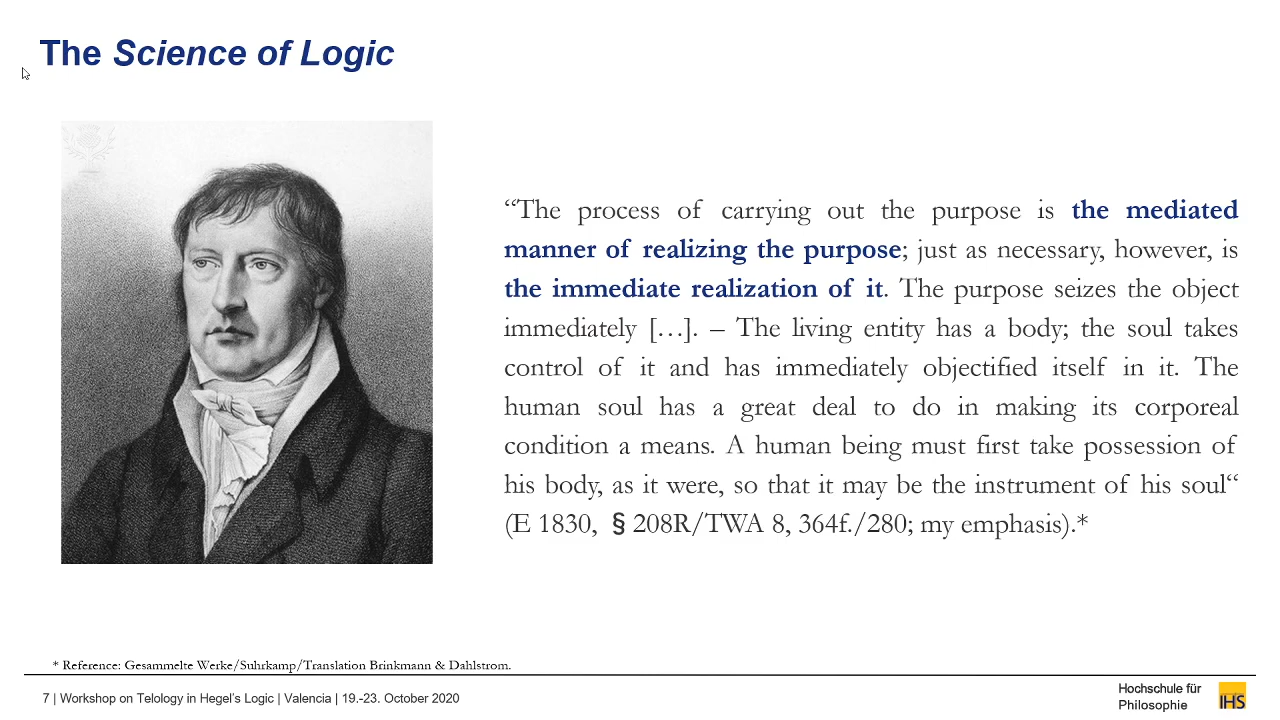 The Science of Logic
“The process of carrying out the purpose is the mediated
manner of realizing the purpose; just as necessary, however, is
the immediate realization of it. The purpose seizes the object
immediately […]. – The living entity has a body; the soul takes
control of it and has immediately objectified itself in it. The
human soul has a great deal to do in making its corporeal
condition a means. A human being must first take possession of
his body, as it were, so that it may be the instrument of his soul“
(E 1830, § 208R/TWA 8, 364f./280; my emphasis).*
* Reference: Gesammelte Werke/Suhrkamp/Translation Brinkmann & Dahlstrom.
7 | Workshop on Telology in Hegel's Logic | Valencia | 19.-23. October 2020
Hochschule für
Philosophie
IHS